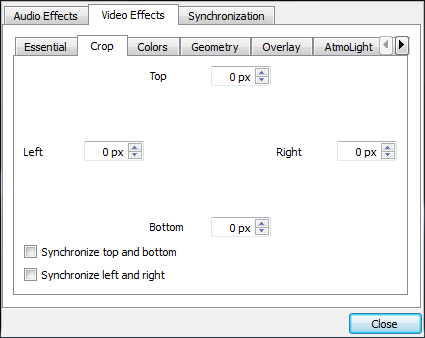 Audio Effects Video Effects Synchronization
Essential Crop Colors Geometry Overlay AtmoLight
Top 0 px
Left 0 px Right 0 px
Bottom 0 px
Synchronize top and bottom
Synchronize left and right
Close